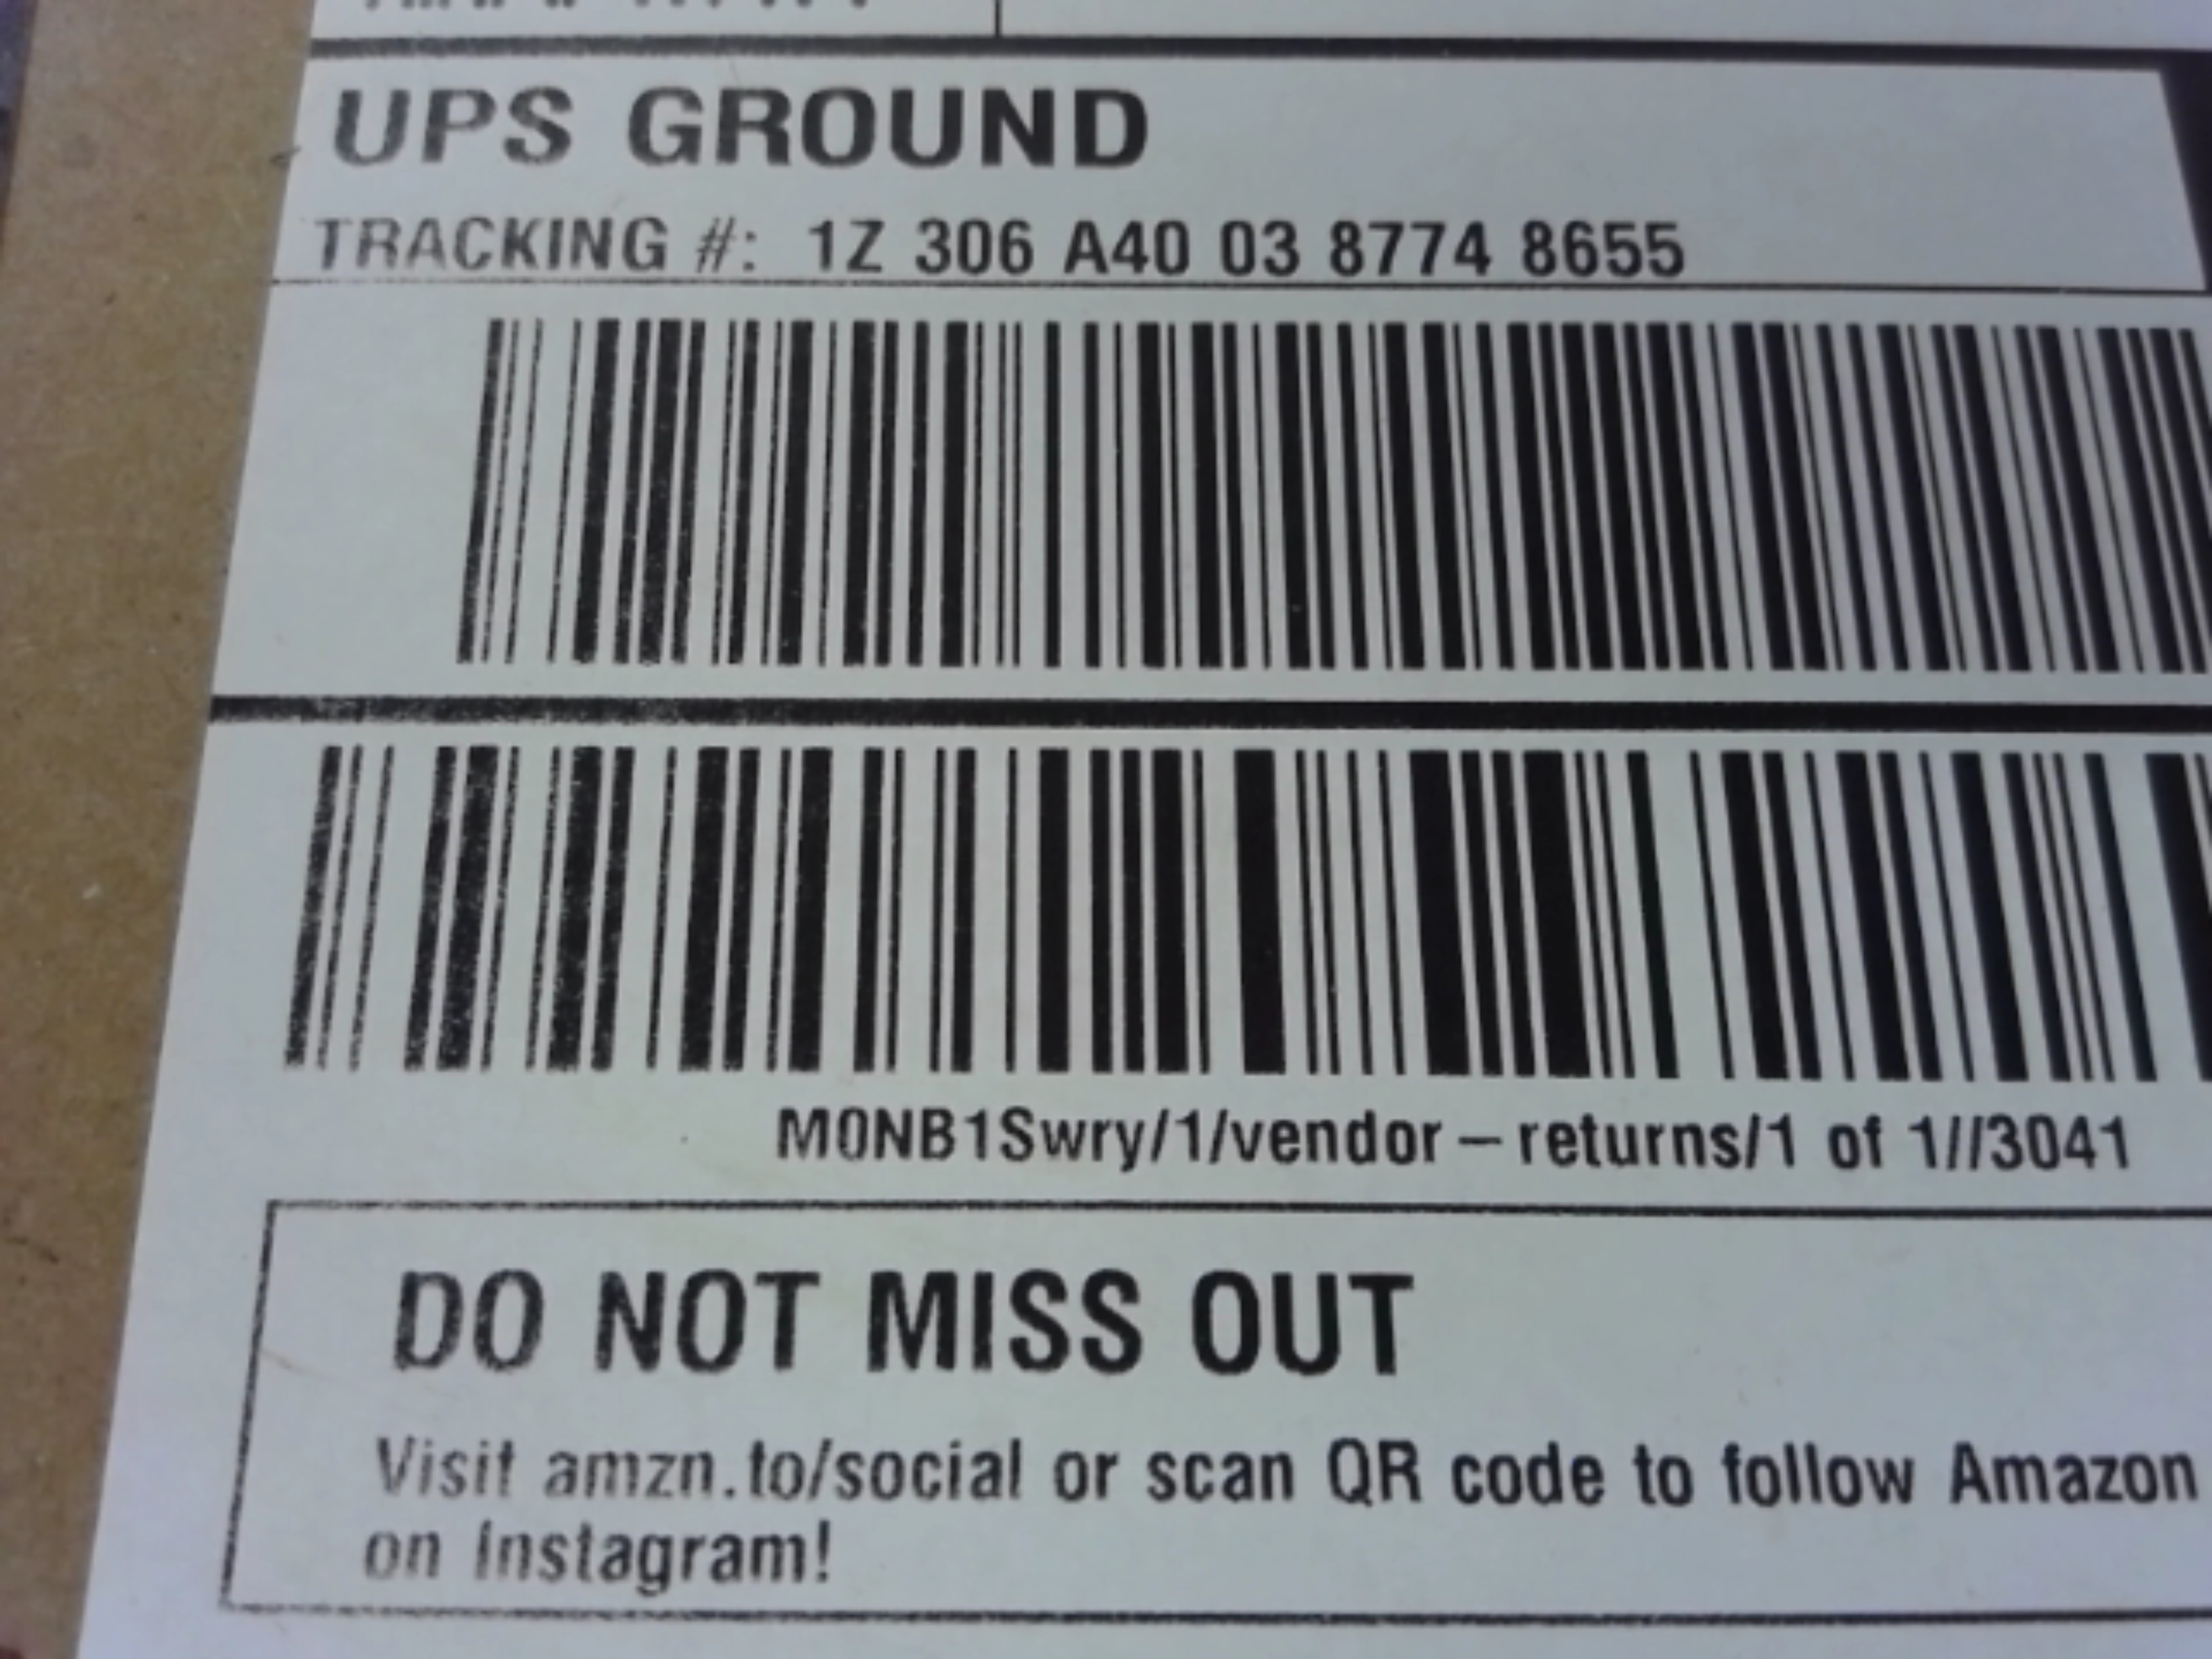 UPS GROUND
TRACKING #: 1Z 306 A40 03 8774 8655
M0NB1Swry/1/vendor-returns/1 of 1//3041
DO NOT MISS OUT
Visit amzn.to/social or scan QR code to follow Amazon
on Instagram!